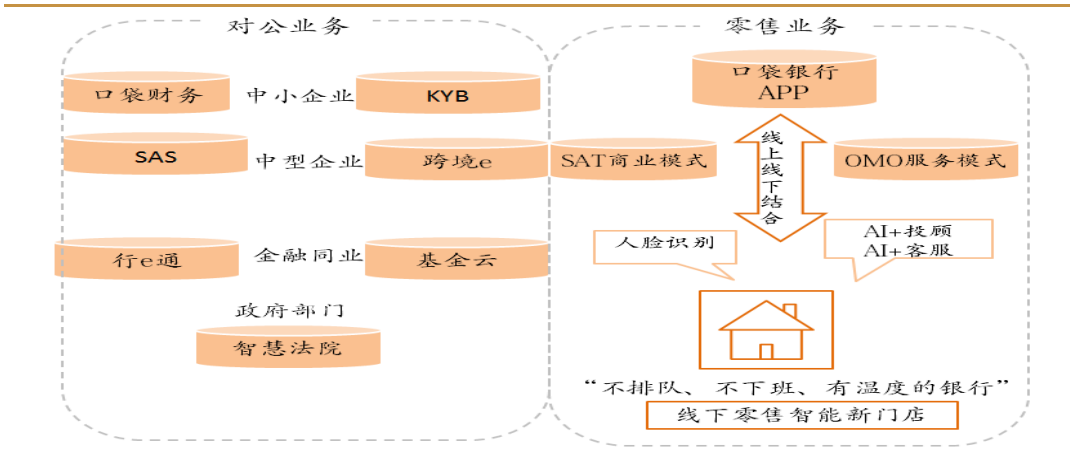 对公业务
口袋财务
中小企业
KYB
SAS
中型企业
跨境e
行e通
金融同业
基金云
政府部门
智慧法院
零售业务
口袋银行
APP
SAT商业模式
线上线下结合
OMO服务模式
人脸识别
AI+投顾
AI+客服
“不排队、不下班、有温度的银行”
线下零售智能新门店